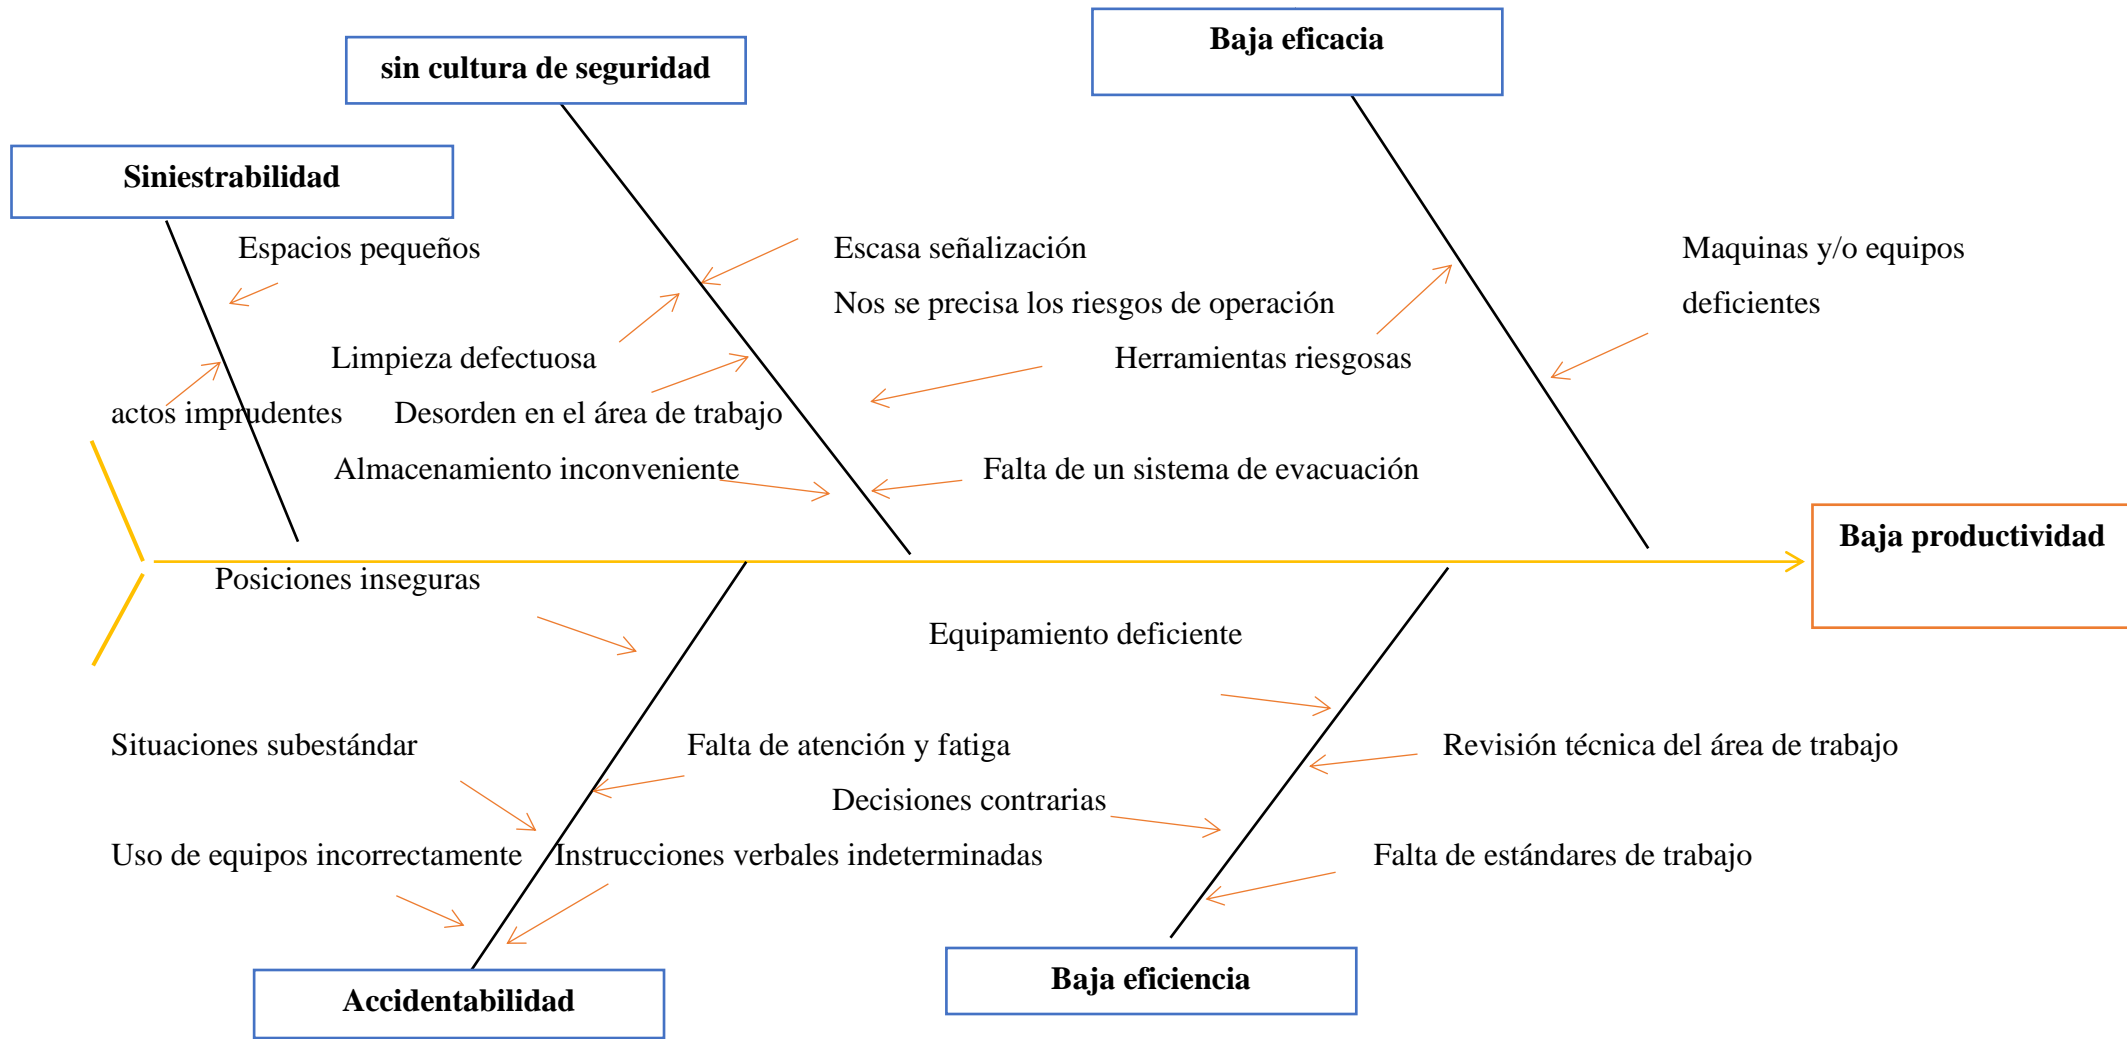 Baja eficacia
sin cultura de seguridad
Siniestrabilidad
Espacios pequeños
Escasa señalización
Maquinas y/o equipos
Nos se precisa los riesgos de operación
deficientes
Limpieza defectuosa
Herramientas riesgosas
actos imprudentes
Desorden en el área de trabajo
Almacenamiento inconveniente
Falta de un sistema de evacuación
Baja productividad
Posiciones inseguras
Equipamiento deficiente
Situaciones subestándar
Falta de atención y fatiga
Revisión técnica del área de trabajo
Decisiones contrarias
Uso de equipos incorrectamente
Instrucciones verbales indeterminadas
Falta de estándares de trabajo
Baja eficiencia
Accidentabilidad